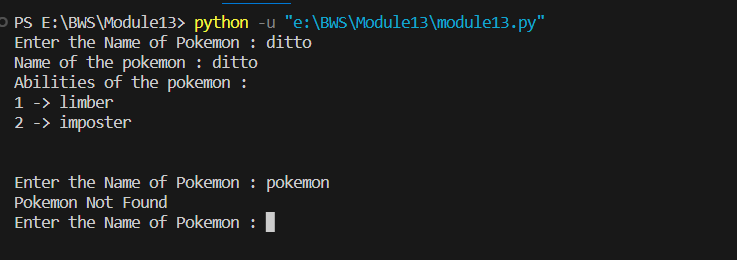 PS E:\BWS\Module13> python -u "e:\BWS\Module13\module13.py"
Enter the Name of Pokemon : ditto
Name of the pokemon : ditto
Abilities of the pokemon :
1 -> limber
2 -> imposter
Enter the Name of Pokemon : pokemon
Pokemon Not Found
Enter the Name of Pokemon :